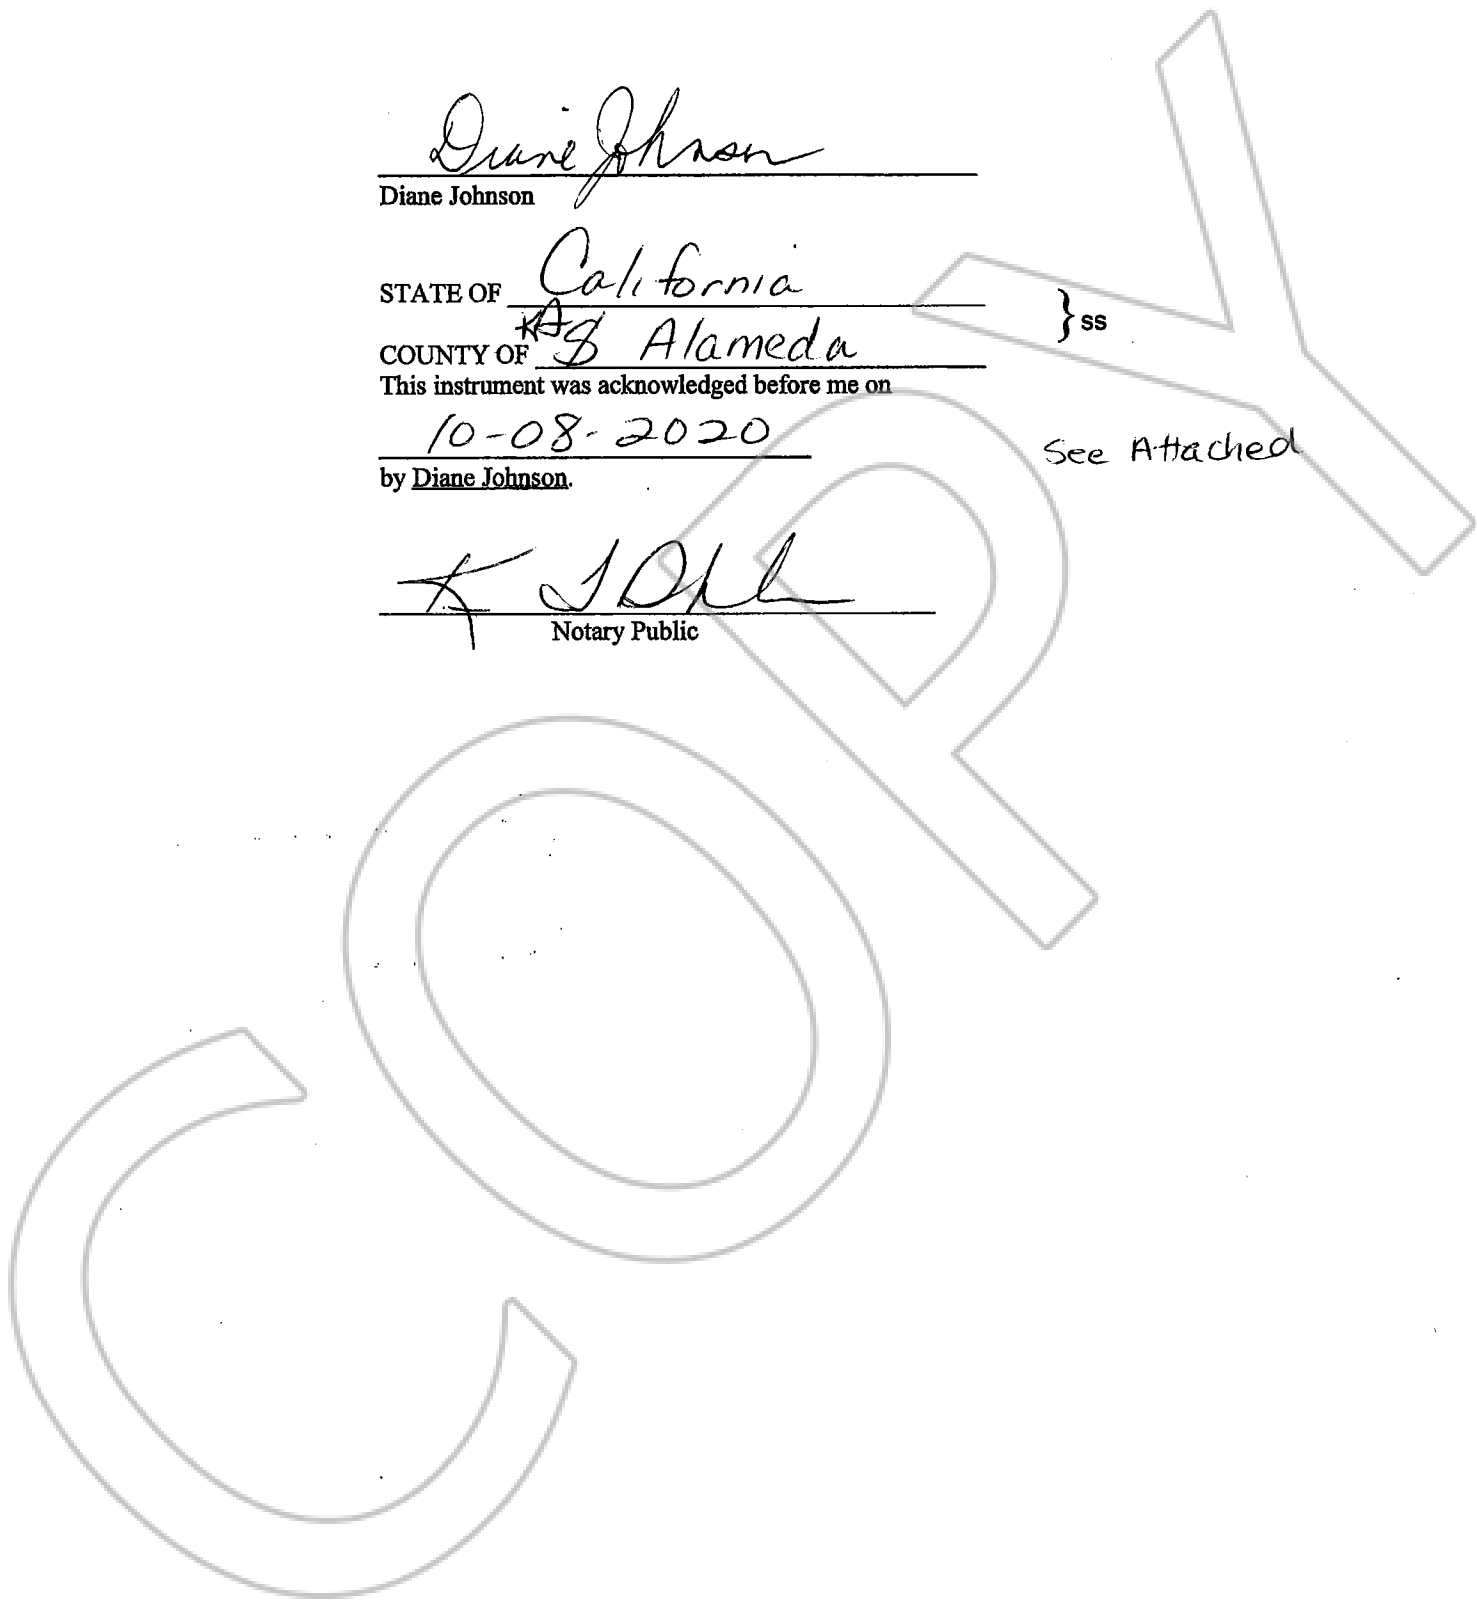 Diane Johnson
Diane Johnson
STATE OF California
} ss
COUNTY OF Alameda
This instrument was acknowledged before me on
10-08-2020
See Attached
by Diane Johnson.
Notary Public
COPY